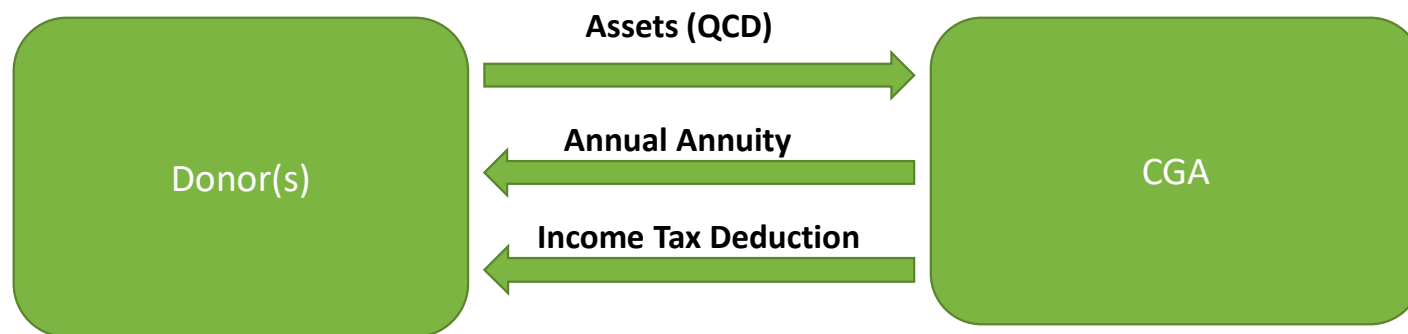 Assets (QCD)
Donor(s)
Annual Annuity
CGA
Income Tax Deduction